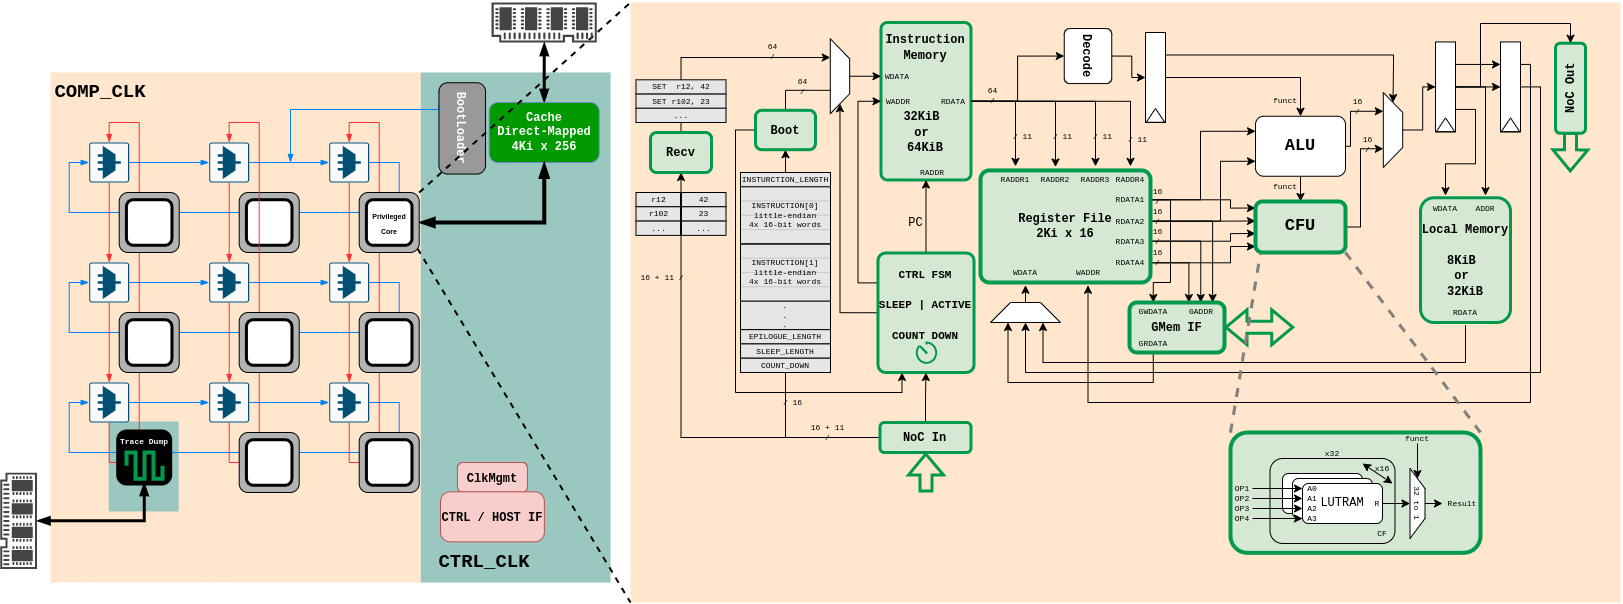 COMP_CLK
BootLoader
Cache
Direct-Mapped
4Ki x 256
Privileged
Core
Trace Dump
ClkMgmt
CTRL / HOST IF
CTRL_CLK
SET r12, 42
SET r102, 23
...
Recv
r12 42
r102 23
... ...
16 + 11
64
64
Boot
INSTURCTION_LENGTH
INSTRUCTION[0]
little-endian
4x 16-bit words
INSTRUCTION[1]
little-endian
4x 16-bit words
.
.
.
EPILOGUE_LENGTH
SLEEP_LENGTH
COUNT_DOWN
16
16 + 11
Instruction
Memory
WDATA
WADDR
RDATA
32KiB
or
64KiB
RADDR
PC
CTRL FSM
SLEEP | ACTIVE
COUNT DOWN
NoC In
64
Decode
11
11
11
11
RADDR1 RADDR2 RADDR3 RADDR4
RDATA1
Register File
2Ki x 16
RDATA2
RDATA3
RDATA4
WDATA WADDR
16
16
16
16
GWDATA GADDR
GMem IF
GRDATA
funct
ALU
funct
CFU
16
16
NoC Out
WDATA ADDR
Local Memory
8KiB
or
32KiB
RDATA
funct
x32
x16
OP1
OP2
OP3
OP4
A0
A1
A2
A3
LUTRAM
R
CF
32 to 1
Result